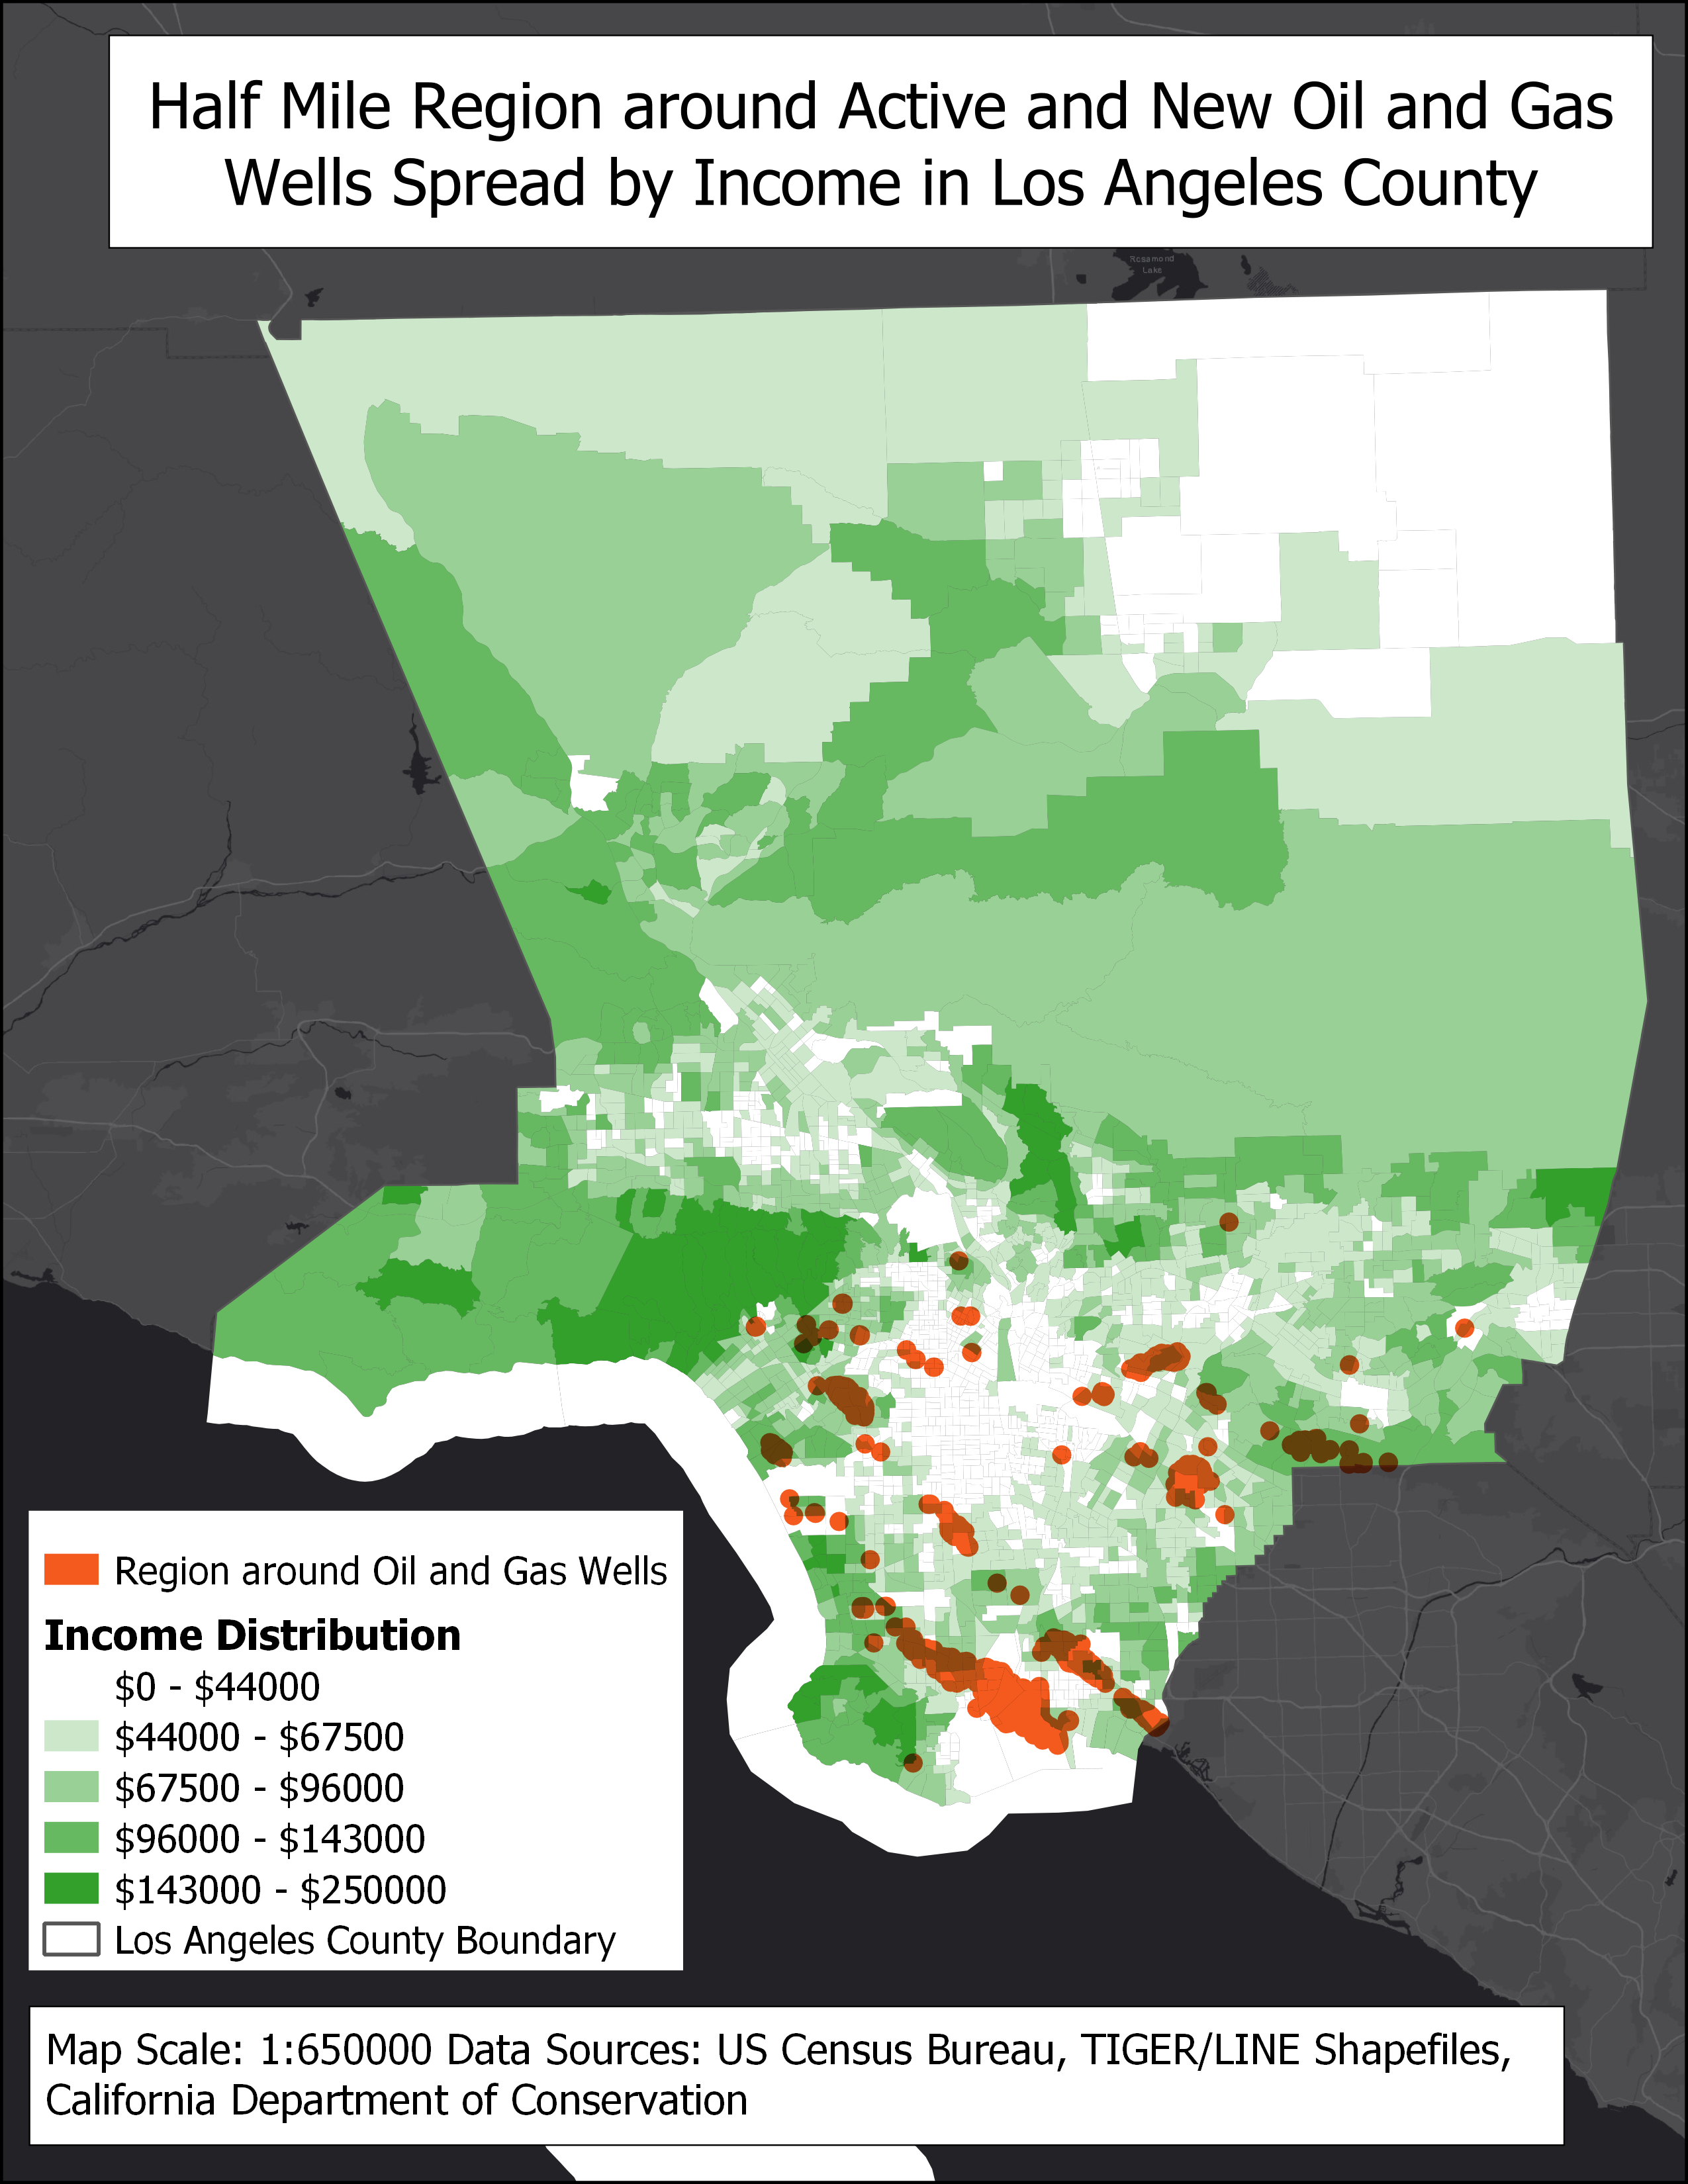 Half Mile Region around Active and New Oil and Gas
Wells Spread by Income in Los Angeles County
Rosamond
Lake
Region around Oil and Gas Wells
Income Distribution
$0 - $44000
$44000 - $67500
$67500 - $96000
$96000 - $143000
$143000 - $250000
Los Angeles County Boundary
Map Scale: 1:650000 Data Sources: US Census Bureau, TIGER/LINE Shapefiles,
California Department of Conservation